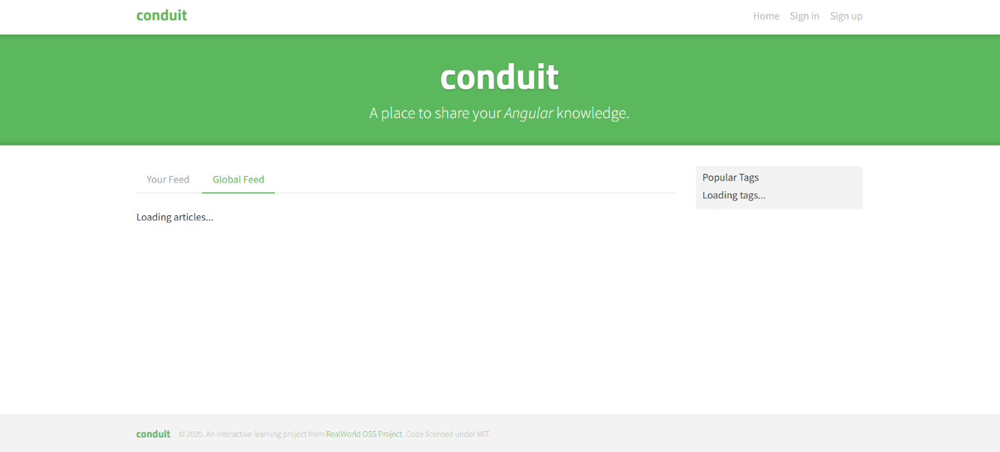 conduit
Home Sign in Sign up
conduit
A place to share your Angular knowledge.
Your Feed Global Feed
Popular Tags
Loading tags...
Loading articles...
conduit © 2025. An interactive learning project from RealWorld OSS Project. Code licensed under MIT.